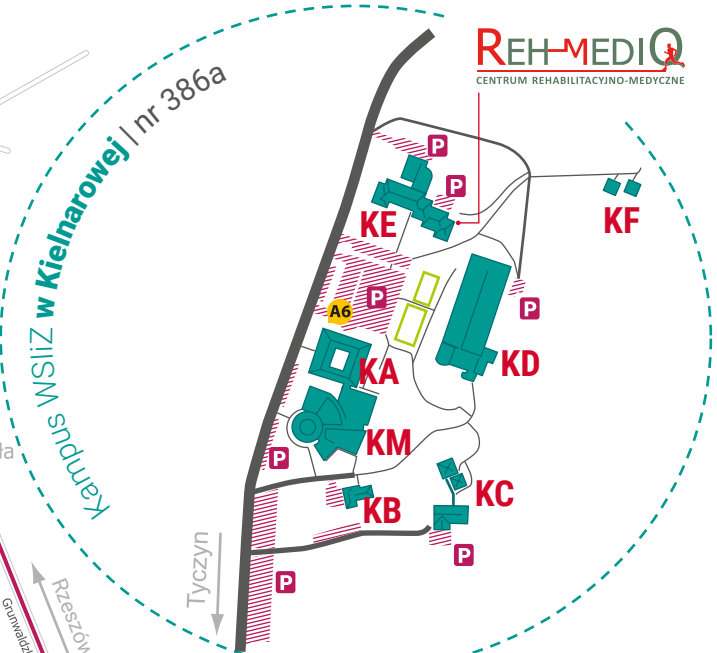 REH-MEDIQ
CENTRUM REHABILITACYJNO-MEDYCZNE
Kampus WSIiZ w Kielnarowej | nr 386a
P
P
KE
KF
P
A6
P
KA
KD
KM
P
KB
KC
P
P
Tyczyn
Rzeszów